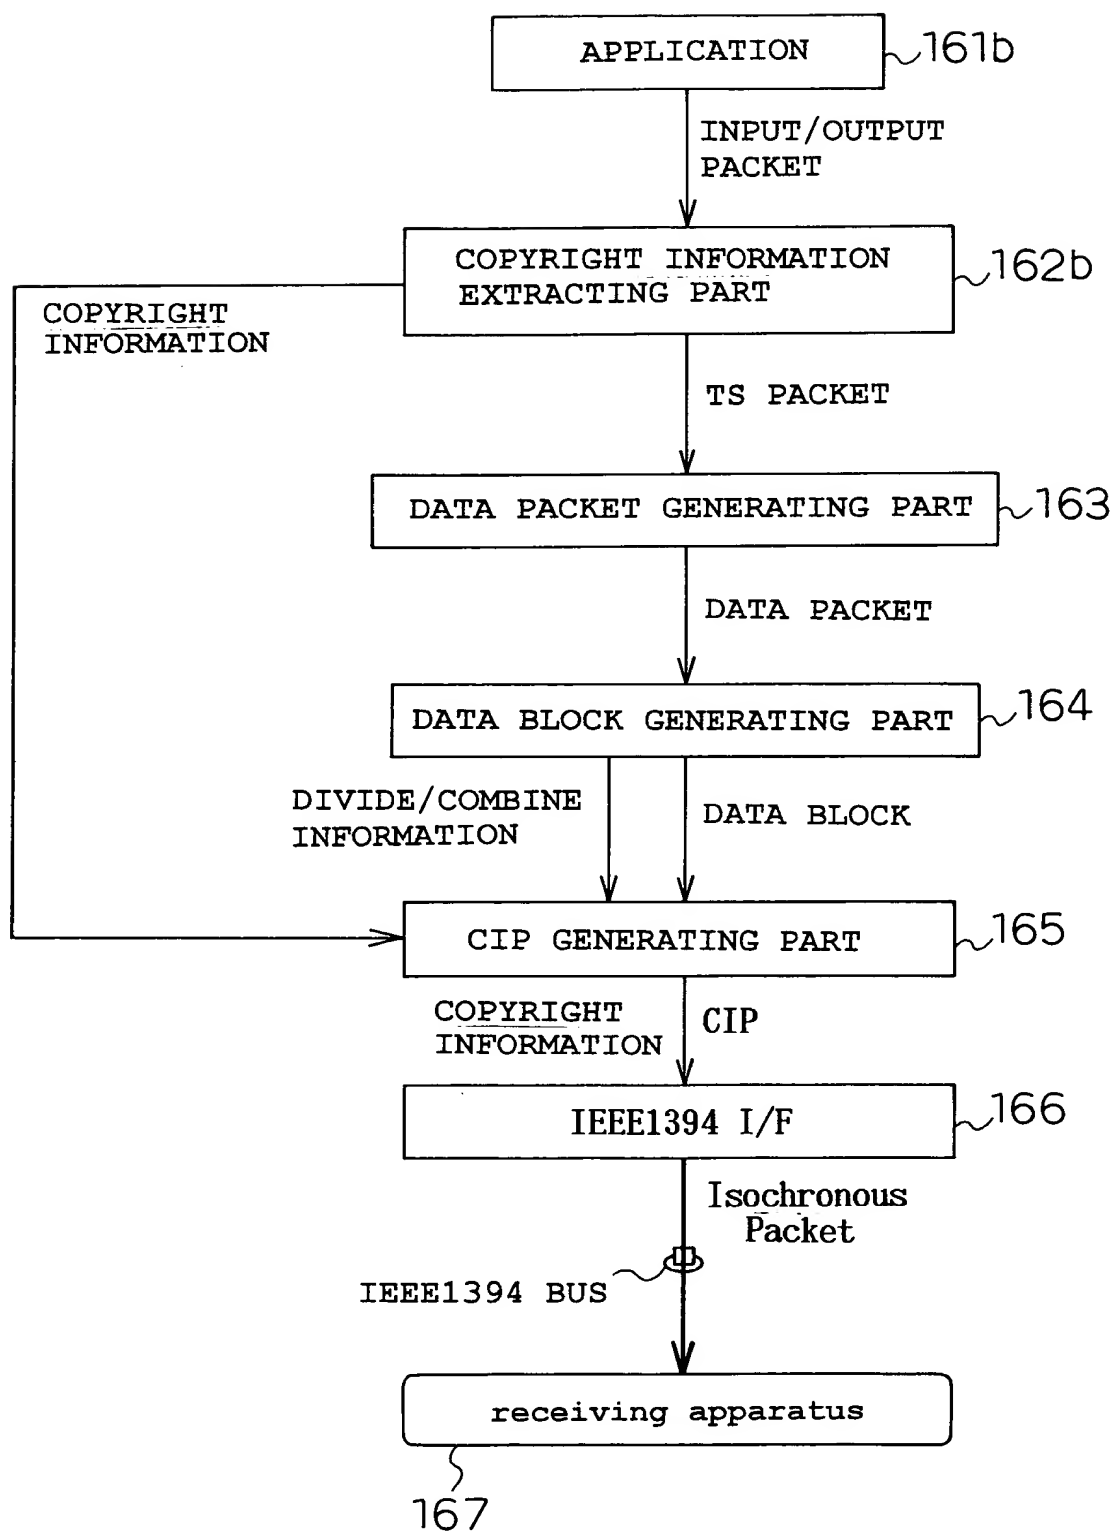 APPLICATION
161b
INPUT/OUTPUT
PACKET
COPYRIGHT INFORMATION
EXTRACTING PART
162b
COPYRIGHT
INFORMATION
TS PACKET
DATA PACKET GENERATING PART
163
DATA PACKET
DATA BLOCK GENERATING PART
164
DIVIDE/COMBINE
INFORMATION
DATA BLOCK
CIP GENERATING PART
165
COPYRIGHT
INFORMATION
CIP
IEEE1394 I/F
166
Isochronous
Packet
IEEE1394 BUS
receiving apparatus
167